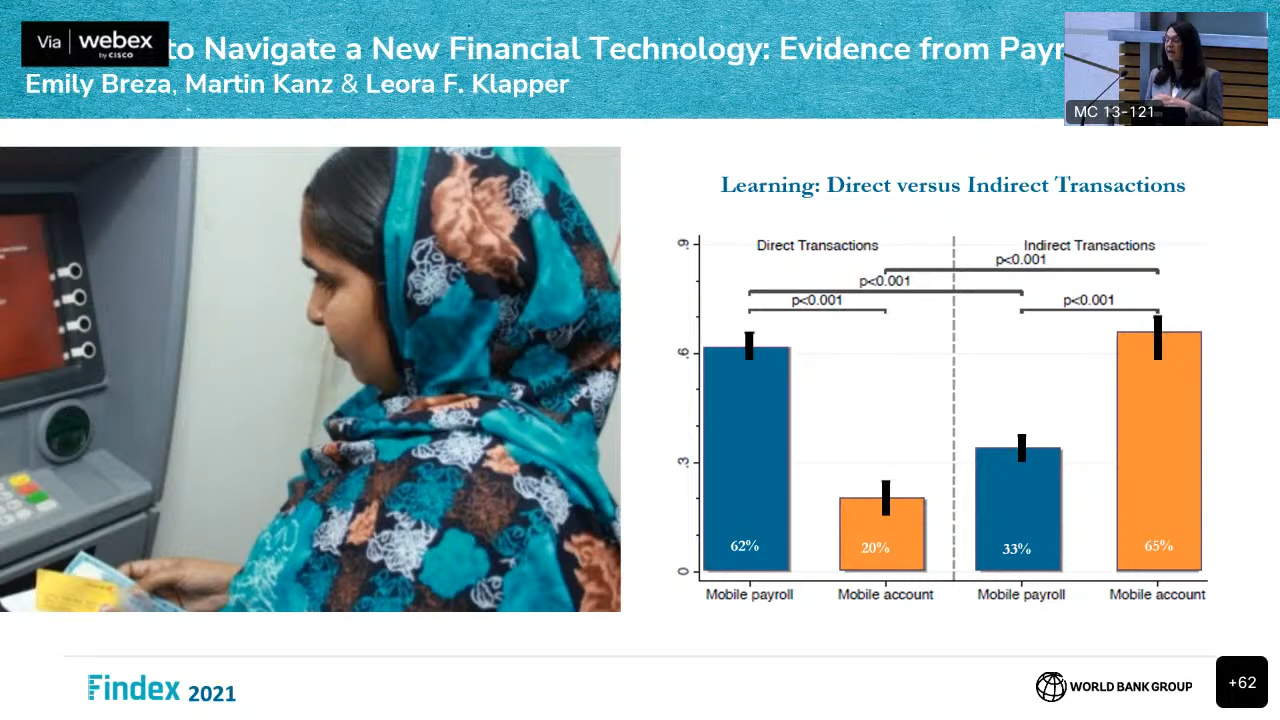 Via webex
by CISCO
to Navigate a New Financial Technology: Evidence from Payr
Emily Breza, Martin Kanz & Leora F. Klapper
MC 13-121
Learning: Direct versus Indirect Transactions
Direct Transactions
Indirect Transactions
p<0.001
p<0.001
p<0.001
p<0.001
.9
.6
.3
0
62%
20%
33%
65%
Mobile payroll
Mobile account
Mobile payroll
Mobile account
Findex 2021
WORLD BANK GROUP
+62